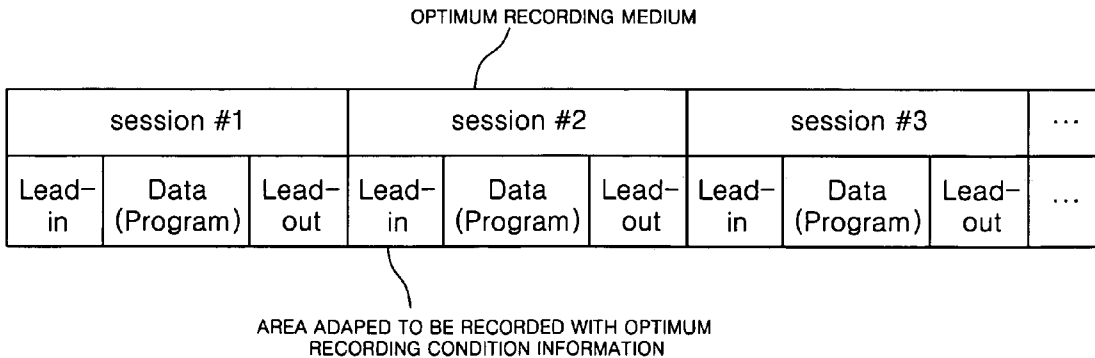 OPTIMUM RECORDING MEDIUM
session #1 session #2 session #3 ...
Lead- Data Lead- Lead- Data Lead- Lead- Data Lead- ...
in (Program) out in (Program) out in (Program) out
AREA ADAPED TO BE RECORDED WITH OPTIMUM
RECORDING CONDITION INFORMATION